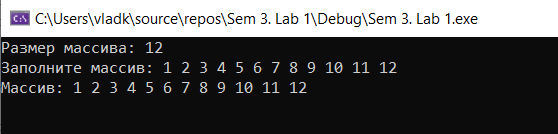 C:\Users\vladk\source\repos\Sem 3. Lab 1\Debug\Sem 3. Lab 1.exe
Размер массива: 12
Заполните массив: 1 2 3 4 5 6 7 8 9 10 11 12
Массив: 1 2 3 4 5 6 7 8 9 10 11 12